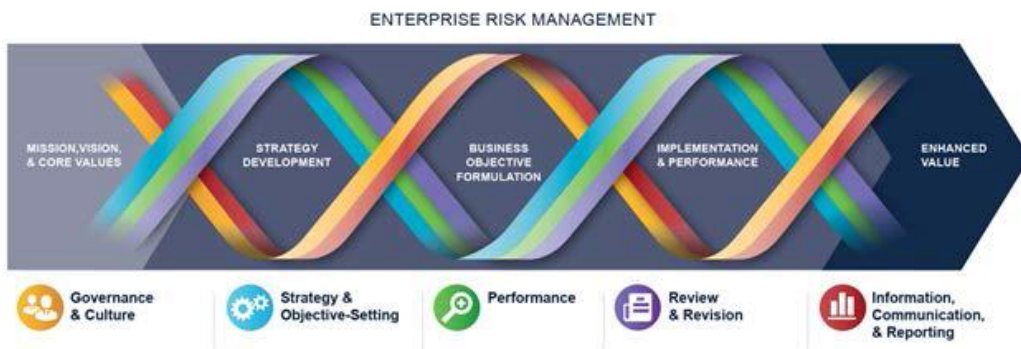 ENTERPRISE RISK MANAGEMENT
MISSION,VISION,
& CORE VALUES
STRATEGY
DEVELOPMENT
BUSINESS
OBJECTIVE
FORMULATION
IMPLEMENTATION
& PERFORMANCE
ENHANCED
VALUE
Governance
& Culture
Strategy &
Objective-Setting
Performance
Review
& Revision
Information,
Communication,
& Reporting